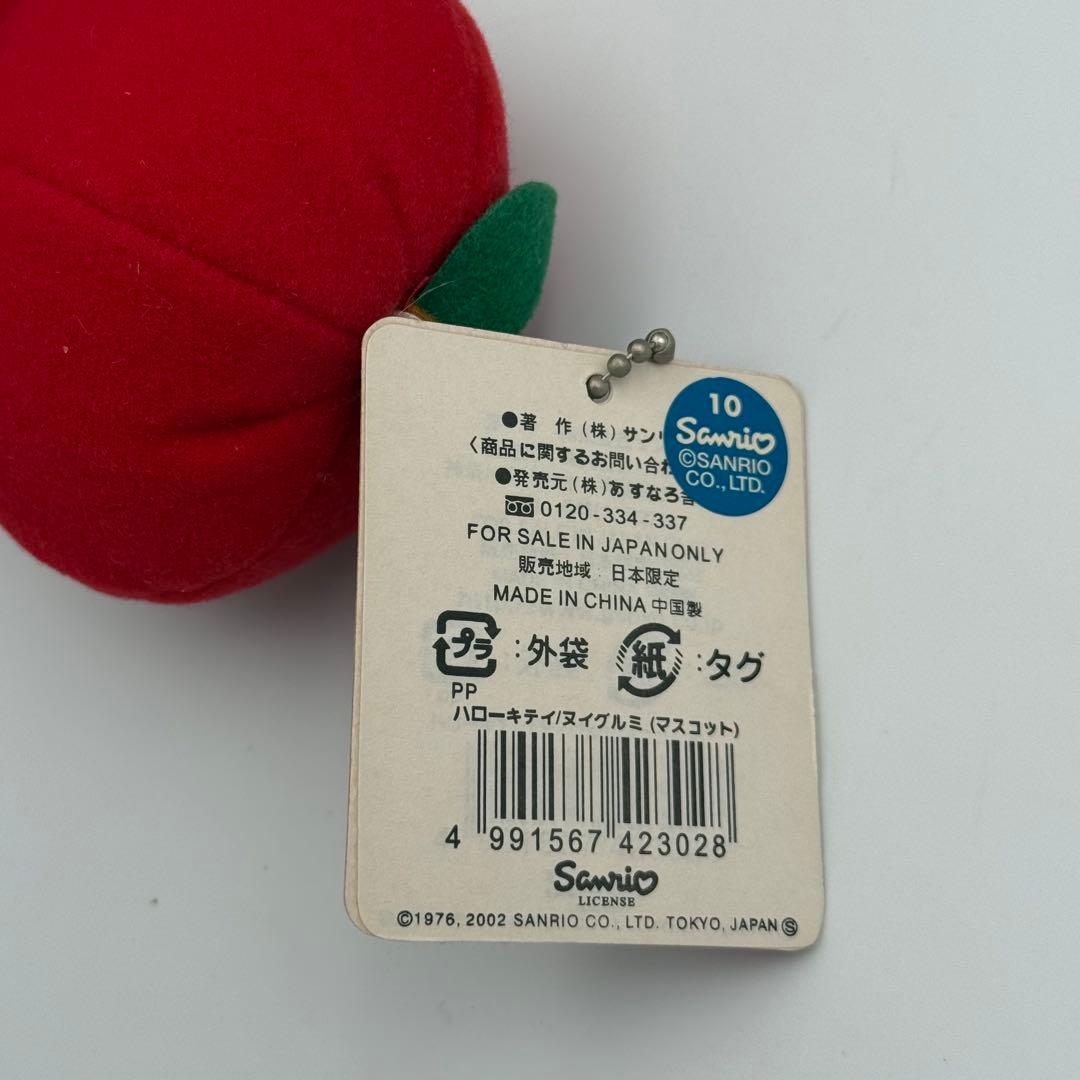 ●著 作(株)サン
〈商品に関するお問い合わ
●発売元(株)あすなろ
0120-334-337
FOR SALE IN JAPAN ONLY
販売地域:日本限定
MADE IN CHINA 中国製
プラ :外袋 紙 :タグ
PP
ハローキティ/ヌイグルミ(マスコット)
4 991567 423028
Sanrio
LICENSE
©1976, 2002 SANRIO CO., LTD. TOKYO, JAPAN Ⓢ
10
Sanrio
©SANRIO
CO., LTD.